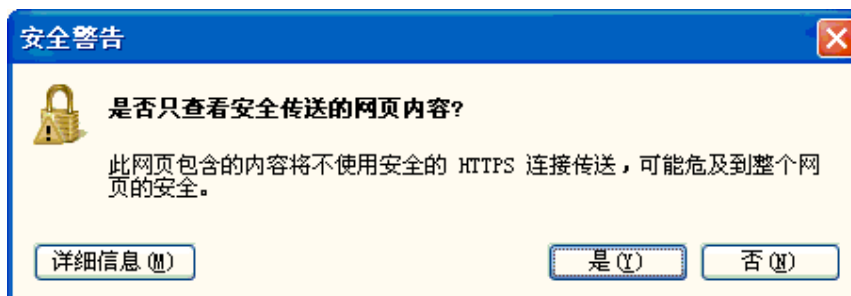 安全警告
是否只查看安全传送的网页内容?
此网页包含的内容将不使用安全的 HTTPS 连接传送，可能危及到整个网
页的安全。
详细信息(M) 是(Y) 否(N)